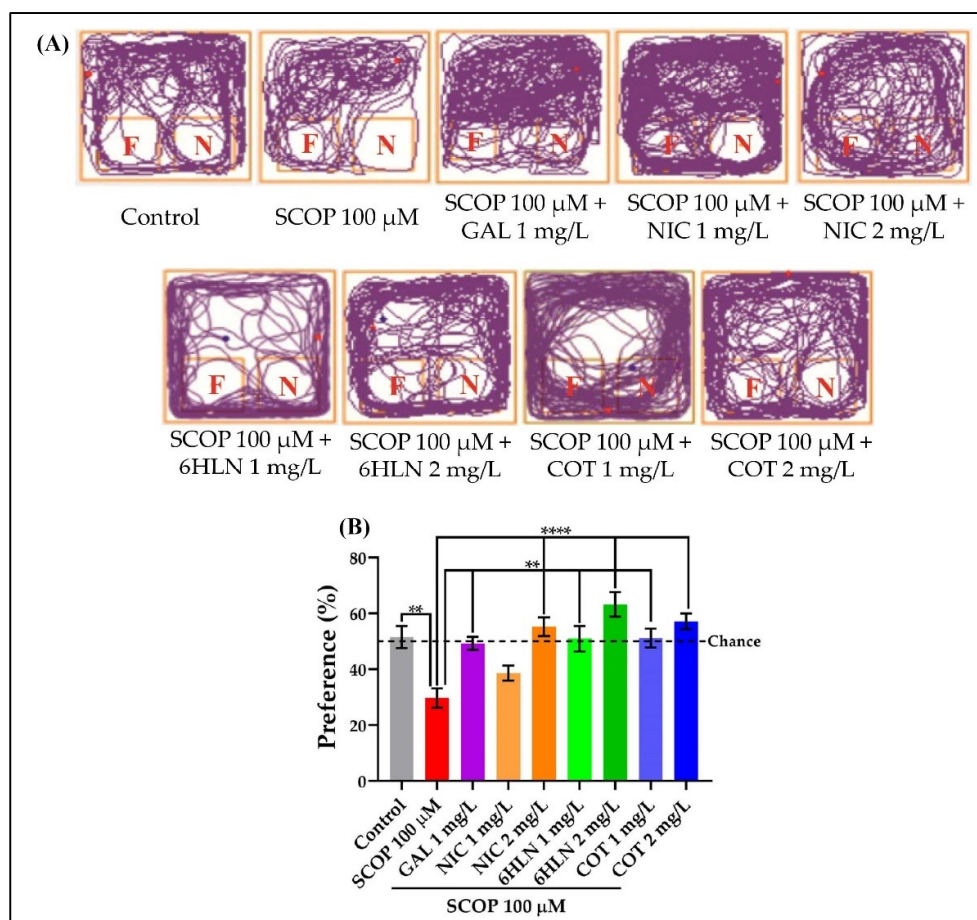 (A)
F N
F N
F N
F N
F N
Control
SCOP 100 µM
SCOP 100 µM +
GAL 1 mg/L
SCOP 100 µM +
NIC 1 mg/L
SCOP 100 µM +
NIC 2 mg/L
F N
F N
F N
F N
SCOP 100 µM +
6HLN 1 mg/L
SCOP 100 µM +
6HLN 2 mg/L
SCOP 100 µM +
COT 1 mg/L
SCOP 100 µM +
COT 2 mg/L
(B)
****
**
**
Preference (%)
80
60
40
20
0
Chance
Control
SCOP 100 µM
GAL 1 mg/L
NIC 1 mg/L
NIC 2 mg/L
6HLN 1 mg/L
6HLN 2 mg/L
COT 1 mg/L
COT 2 mg/L
SCOP 100 µM